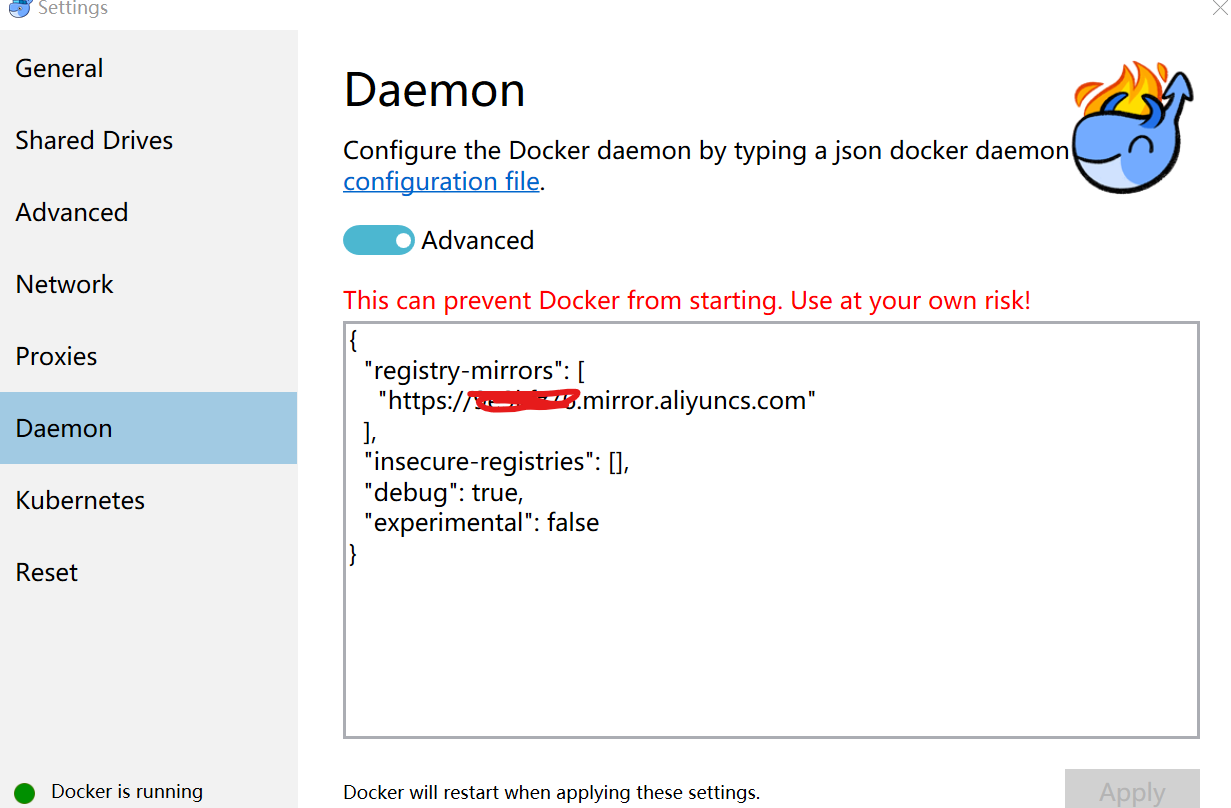 Settings
General
Shared Drives
Advanced
Network
Proxies
Daemon
Kubernetes
Reset
Docker is running
Daemon
Configure the Docker daemon by typing a json docker daemon
configuration file.
Advanced
This can prevent Docker from starting. Use at your own risk!
{
"registry-mirrors": [
"https:// .mirror.aliyuncs.com"
],
"insecure-registries": [],
"debug": true,
"experimental": false
}
Docker will restart when applying these settings.
Apply